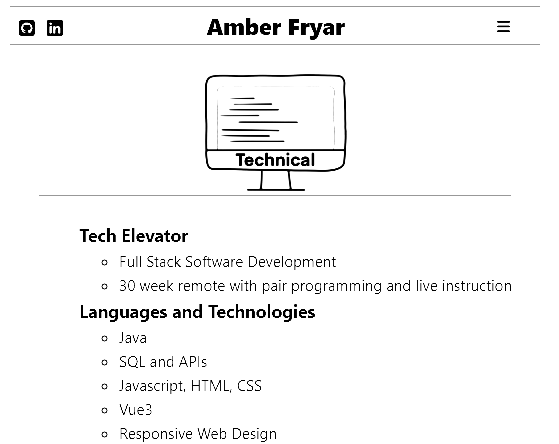 Amber Fryar
Technical
Tech Elevator
Full Stack Software Development
30 week remote with pair programming and live instruction
Languages and Technologies
Java
SQL and APIs
Javascript, HTML, CSS
Vue3
Responsive Web Design